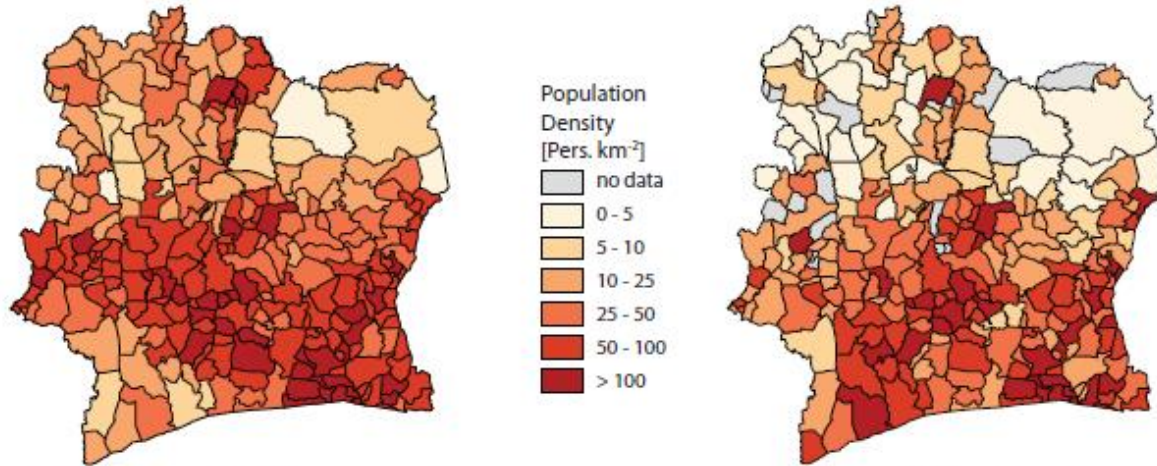 Population
Density
[Pers. km⁻²]
no data
0 - 5
5 - 10
10 - 25
25 - 50
50 - 100
> 100